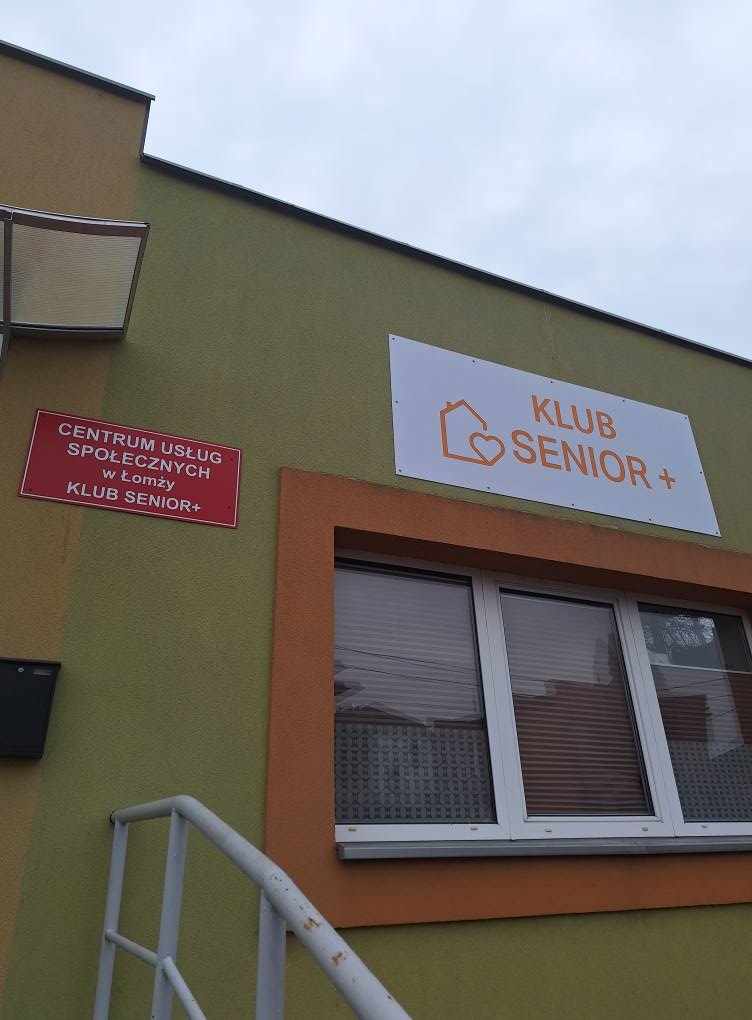 CENTRUM USŁUG
SPOŁECZNYCH
w Łomży
KLUB SENIOR+
KLUB
SENIOR +